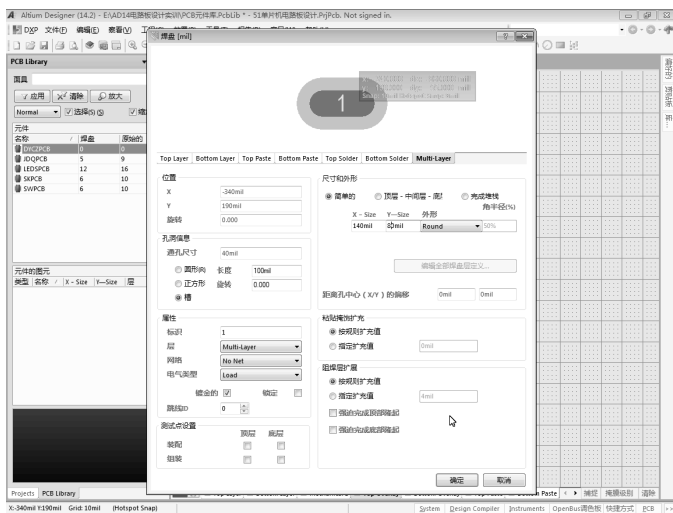 Altium Designer (14.2) - E:\AD14电路板设计实训\PCB元件库.PcbLib * - 51单片机电路板设计.PrjPcb. Not signed in.
DXP 文件(F) 编辑(E) 察看(V)
焊盘 [mil]
PCB Library
面具
应用 清除 放大
Normal 选择(S) (S)
元件
名称 焊盘 原始的
DYCZPCB 0 0
JDQPCB 5 9
LEDSPCB 12 16
SKPCB 6 10
SWPCB 6 10
元件的图元
类型 名称 X - Size Y—Size 层
1
Top Layer Bottom Layer Top Paste Bottom Paste Top Solder Bottom Solder Multi-Layer
位置
X -340mil
Y 190mil
旋转 0.000
孔洞信息
通孔尺寸 40mil
圆形(R) 长度 100mil
正方形 旋转 0.000
槽
属性
标识 1
层 Multi-Layer
网络 No Net
电气类型 Load
镀金的 锁定
跳线ID 0
测试点设置
顶层 底层
装配
组装
尺寸和外形
简单的 顶层 - 中间层 - 底层 完成堆栈
角半径(%)
X - Size Y—Size 外形
140mil 80mil Round 50%
编辑全部焊盘层定义...
距离孔中心 ( X/Y ) 的偏移 0mil 0mil
粘贴掩饰扩充
按规则扩充值
指定扩充值 0mil
阻焊层扩展
按规则扩充值
指定扩充值 4mil
强迫完成顶部隆起
强迫完成底部隆起
确定 取消
Projects PCB Library
Paste 捕捉 掩膜级别 清除
X:-340mil Y:190mil Grid: 10mil (Hotspot Snap)
System Design Compiler Instruments OpenBus调色板 快捷方式 PCB >>